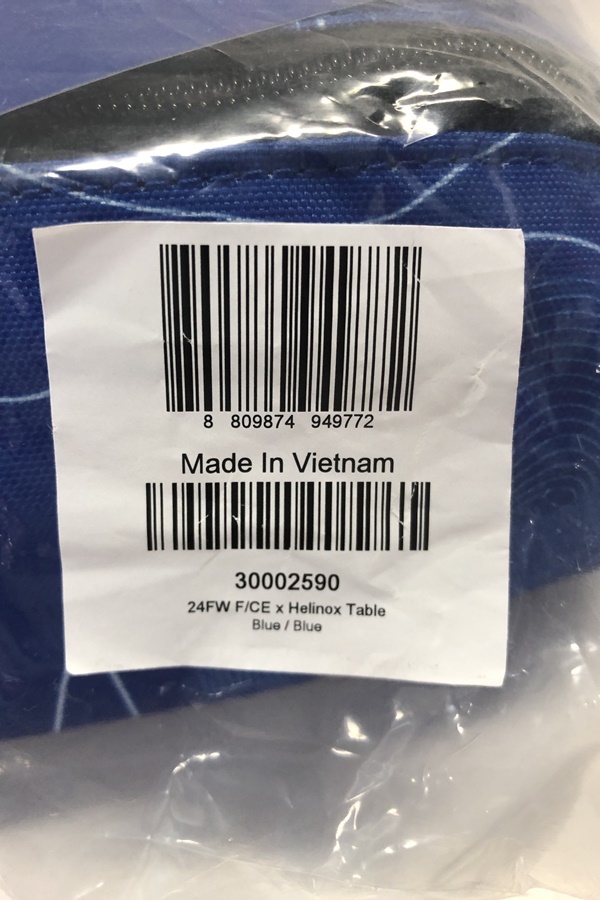 8 809874 949772
Made In Vietnam
30002590
24FW F/CE x Helinox Table
Blue / Blue